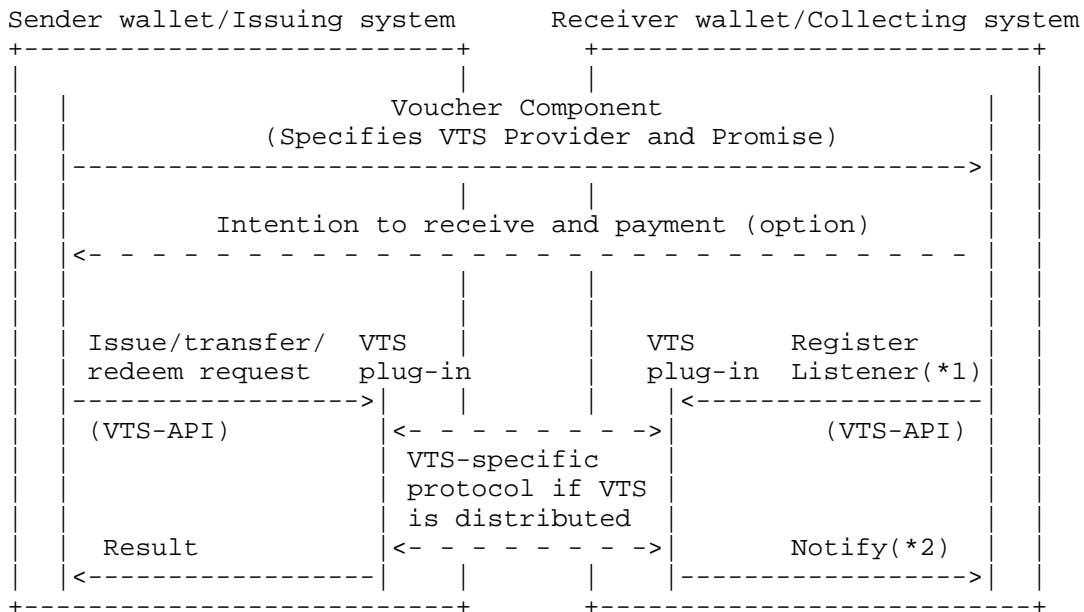 Sender wallet/Issuing system Receiver wallet/Collecting system
Voucher Component
(Specifies VTS Provider and Promise)
Intention to receive and payment (option)
Issue/transfer/ VTS VTS Register
redeem request plug-in plug-in Listener(*1)
(VTS-API) (VTS-API)
VTS-specific
protocol if VTS
is distributed
Result Notify(*2)